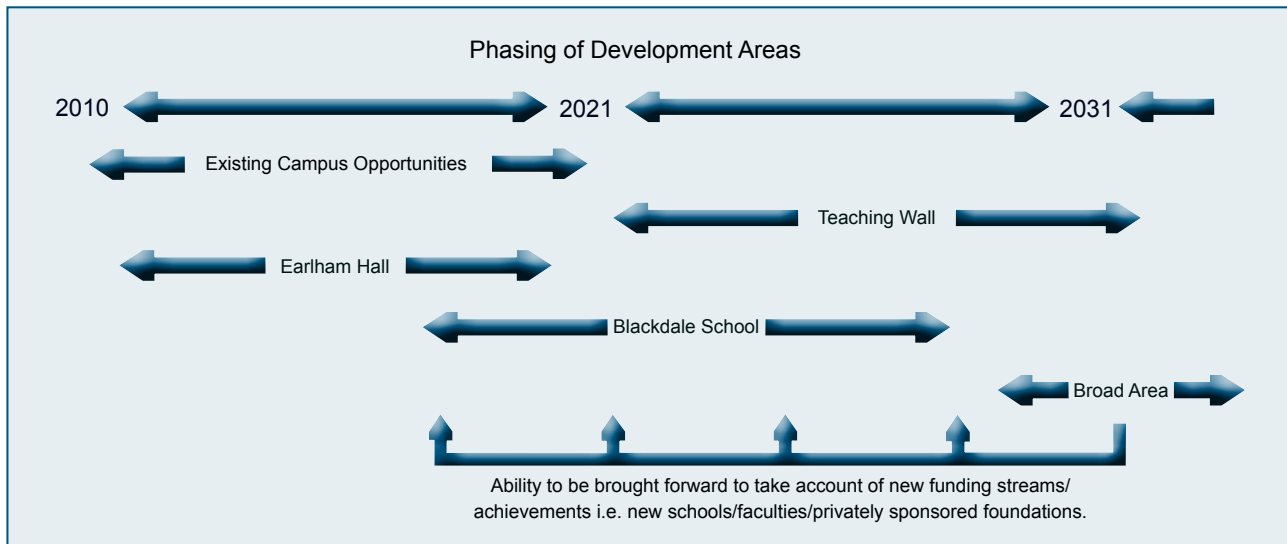 Phasing of Development Areas
2010
2021
2031
Existing Campus Opportunities
Teaching Wall
Earlham Hall
Blackdale School
Broad Area
Ability to be brought forward to take account of new funding streams/
achievements i.e. new schools/faculties/privately sponsored foundations.